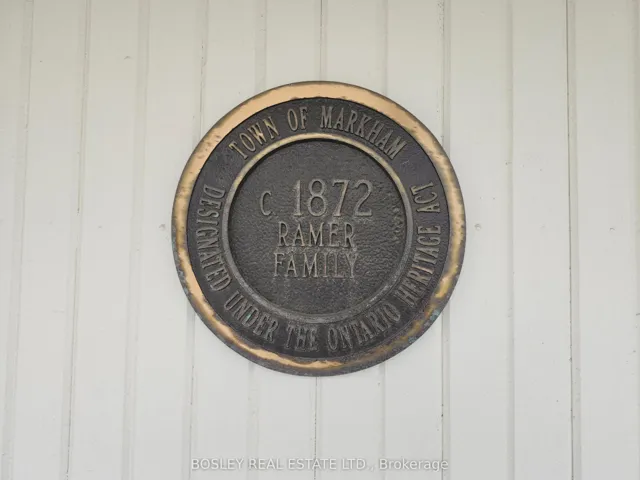 TOWN OF MARKHAM
C 1872
RAMER
FAMILY
DESIGNATED UNDER THE ONTARIO HERITAGE ACT
BOSLEY REAL ESTATE LTD., Brokerage